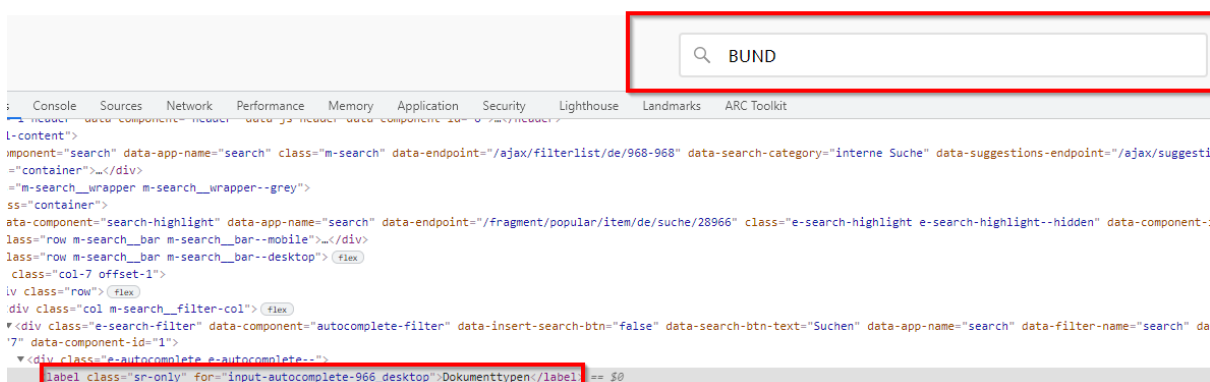 BUND
Console Sources Network Performance Memory Application Security Lighthouse Landmarks ARC Toolkit
l-content">
omponent="search" data-app-name="search" class="m-search" data-endpoint="/ajax/filterlist/de/968-968" data-search-category="interne Suche" data-suggestions-endpoint="/ajax/suggesti
="container">…</div>
="m-search__wrapper m-search__wrapper--grey">
ss="container">
ata-component="search-highlight" data-app-name="search" data-endpoint="/fragment/popular/item/de/suche/28966" class="e-search-highlight e-search-highlight--hidden" data-component-
lass="row m-search__bar m-search__bar--mobile">…</div>
lass="row m-search__bar m-search__bar--desktop"> flex
class="col-7 offset-1">
iv class="row"> flex
div class="col m-search__filter-col"> flex
▼<div class="e-search-filter" data-component="autocomplete-filter" data-insert-search-btn="false" data-search-btn-text="Suchen" data-app-name="search" data-filter-name="search" da
"7" data-component-id="1">
▼<div class="e-autocomplete e-autocomplete--">
label class="sr-only" for="input-autocomplete-966_desktop">Dokumenttypen</label> == $0